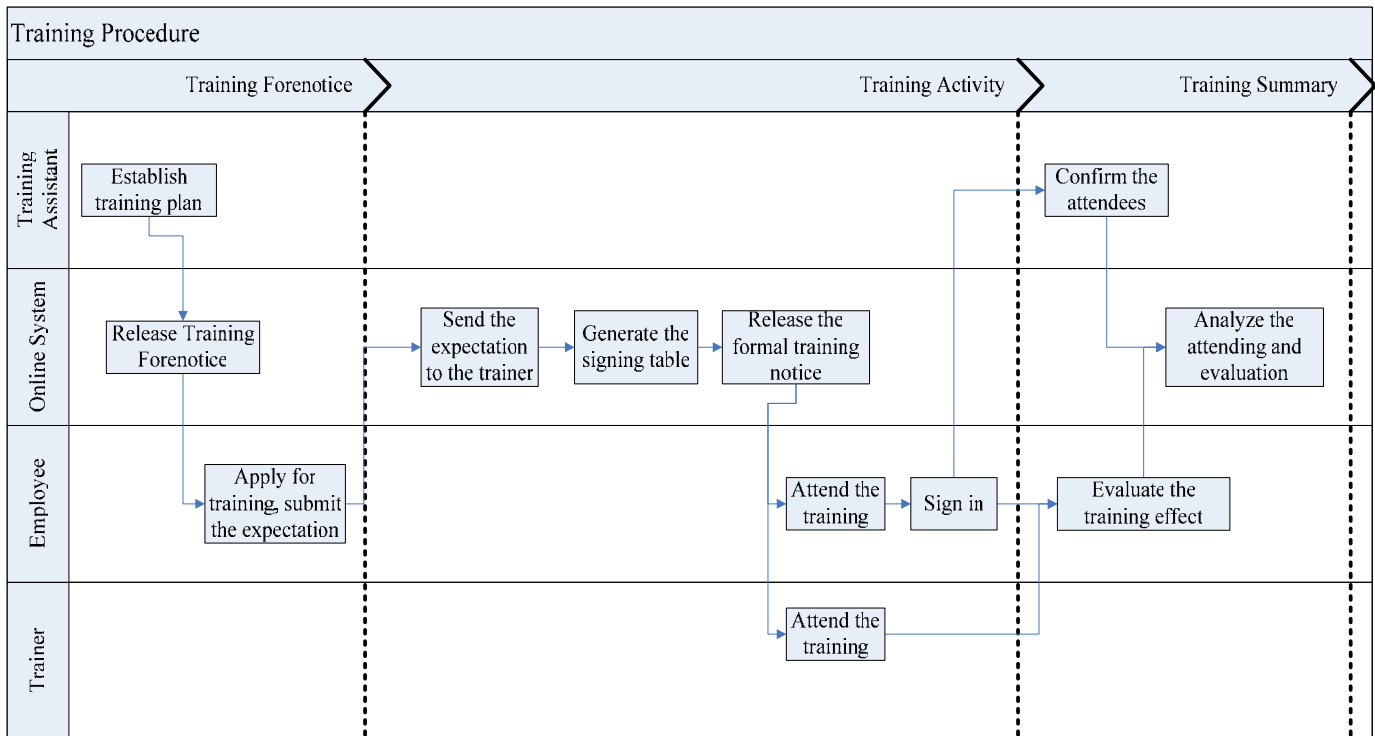 Training Procedure
Training Forenotice
Training Activity
Training Summary
Training
Assistant
Establish
training plan
Confirm the
attendees
Online System
Release Training
Forenotice
Send the
expectation
to the trainer
Generate the
signing table
Release the
formal training
notice
Analyze the
attending and
evaluation
Employee
Apply for
training, submit
the expectation
Attend the
training
Sign in
Evaluate the
training effect
Trainer
Attend the
training